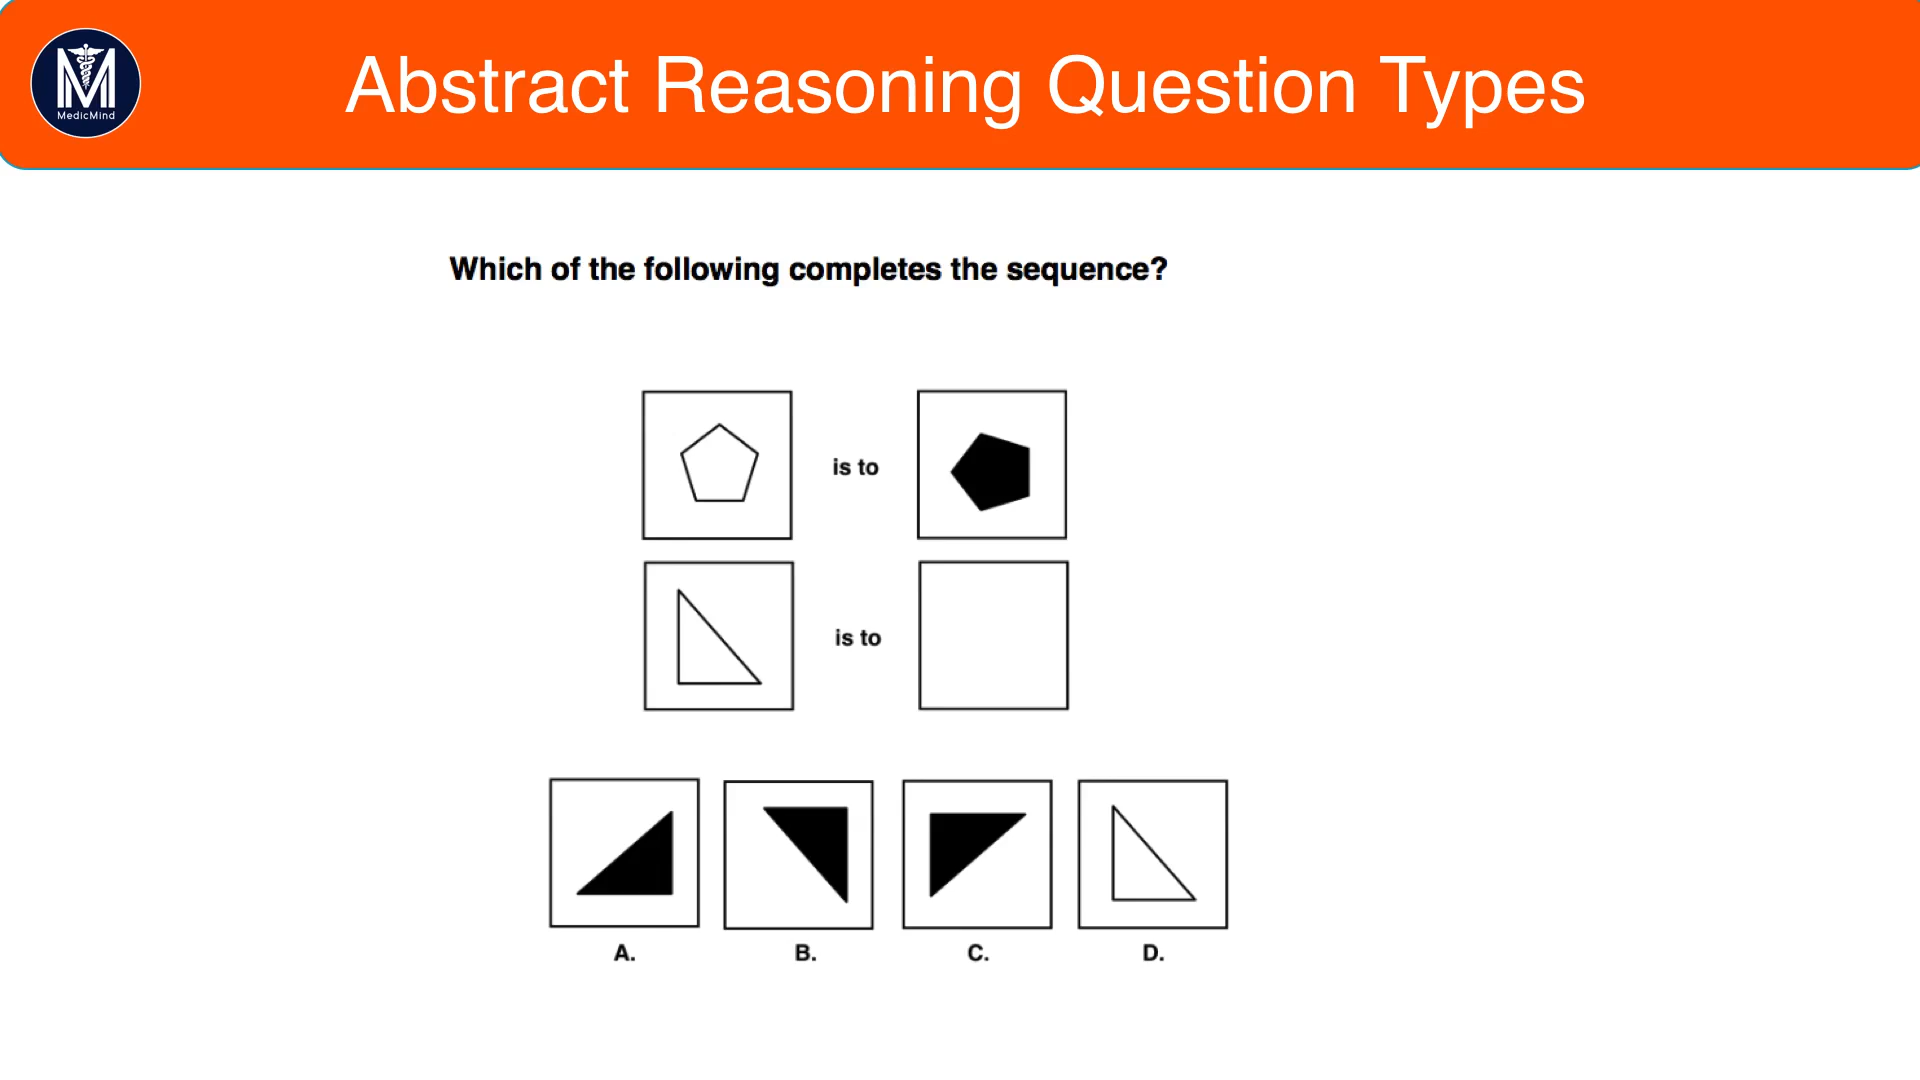 MedicMind
Abstract Reasoning Question Types
Which of the following completes the sequence?
is to
is to
A. B. C. D.